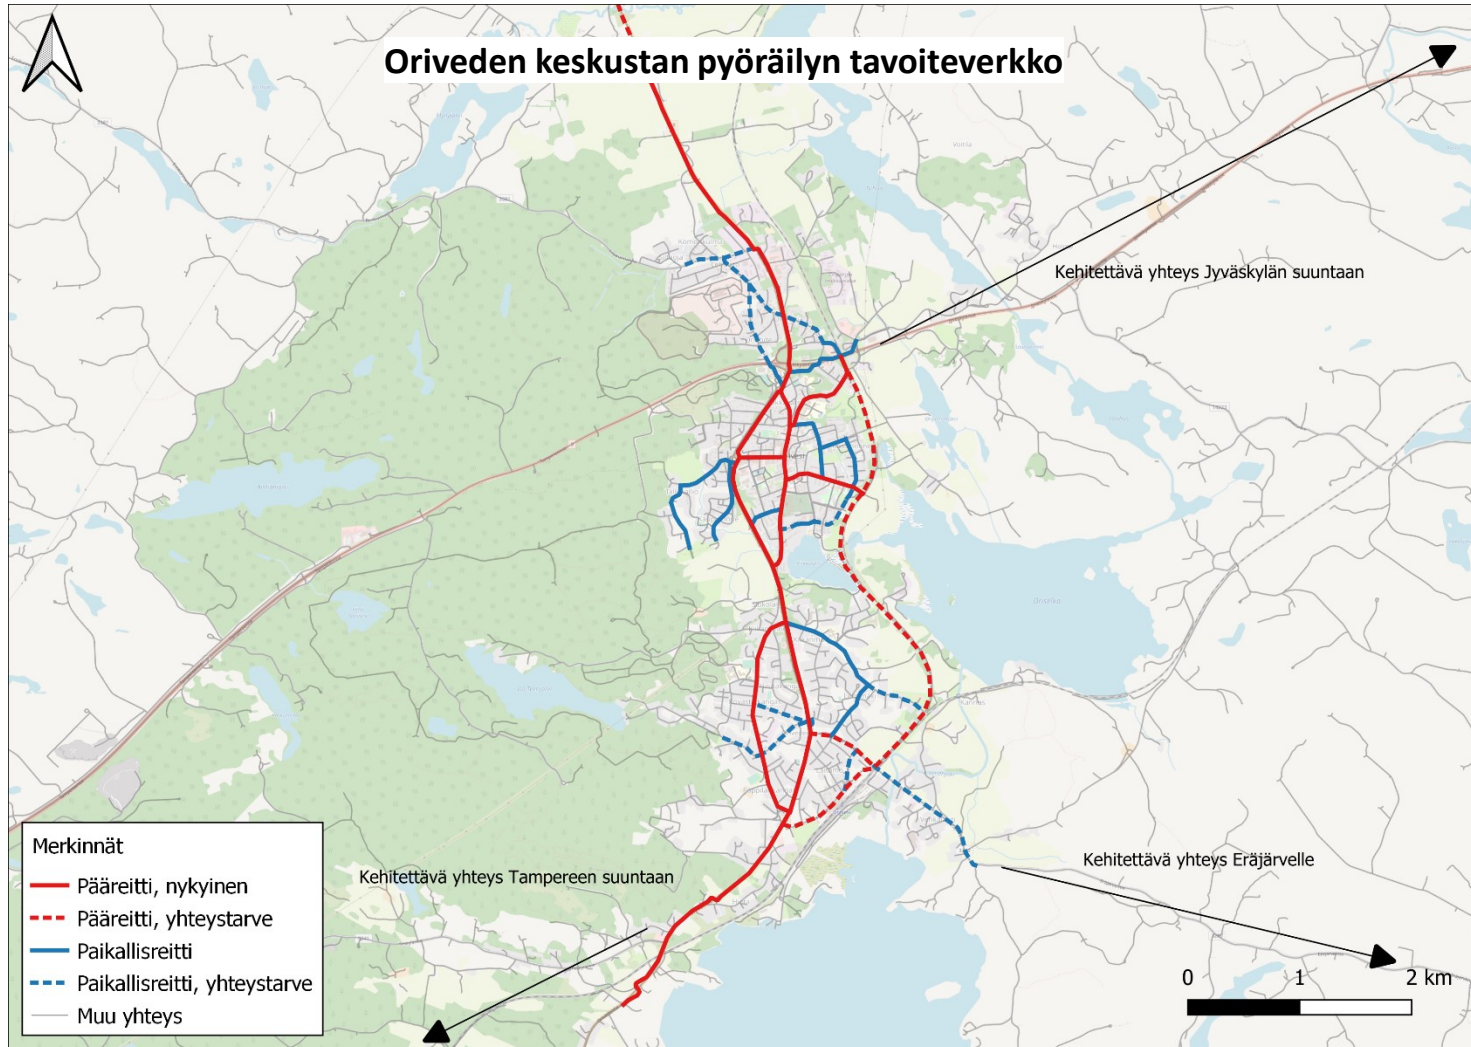 Oriveden keskustan pyöräilyn tavoiteverkko
Kehitettävä yhteys Jyväskylän suuntaan
Kehitettävä yhteys Eräjärvelle
Kehitettävä yhteys Tampereen suuntaan
Merkinnät
Pääreitti, nykyinen
Pääreitti, yhteystarve
Paikallisreitti
Paikallisreitti, yhteystarve
Muu yhteys
0 1 2 km